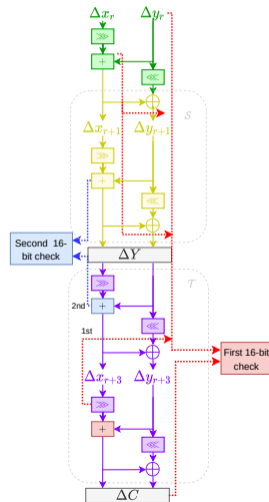 Δx_r Δy_r
⋙
+
⋘
S
Δx_{r+1} Δy_{r+1}
⋙
+
⋘
Second 16-
bit check
ΔY
T
⋙
2nd
+
⋘
1st
First 16-bit
check
Δx_{r+3} Δy_{r+3}
⋙
+
⋘
ΔC